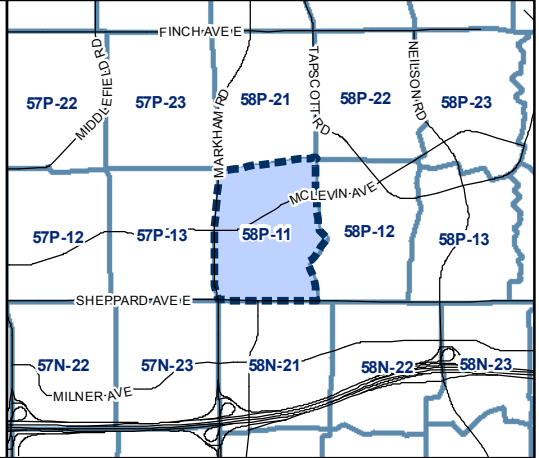 FINCH AVE E
MIDDLEFIELD RD
MARKHAM RD
TAPSCOTT RD
NEILSON RD
57P-22
57P-23
58P-21
58P-22
58P-23
MCLEVIN AVE
57P-12
57P-13
58P-11
58P-12
58P-13
SHEPPARD AVE E
57N-22
57N-23
58N-21
58N-22
58N-23
MILNER AVE